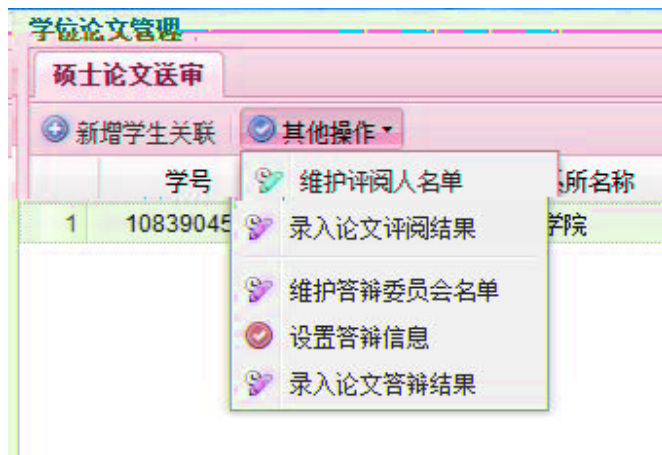 学位论文管理
硕士论文送审
新增学生关联 其他操作
学号 所名称
1 10839045 学院
维护评阅人名单
录入论文评阅结果
维护答辩委员会名单
设置答辩信息
录入论文答辩结果